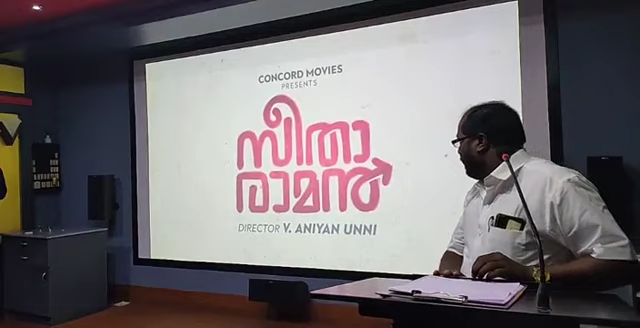 CONCORD MOVIES
PRESENTS
സീതാ
രാമൻ
DIRECTOR V. ANIYAN UNNI